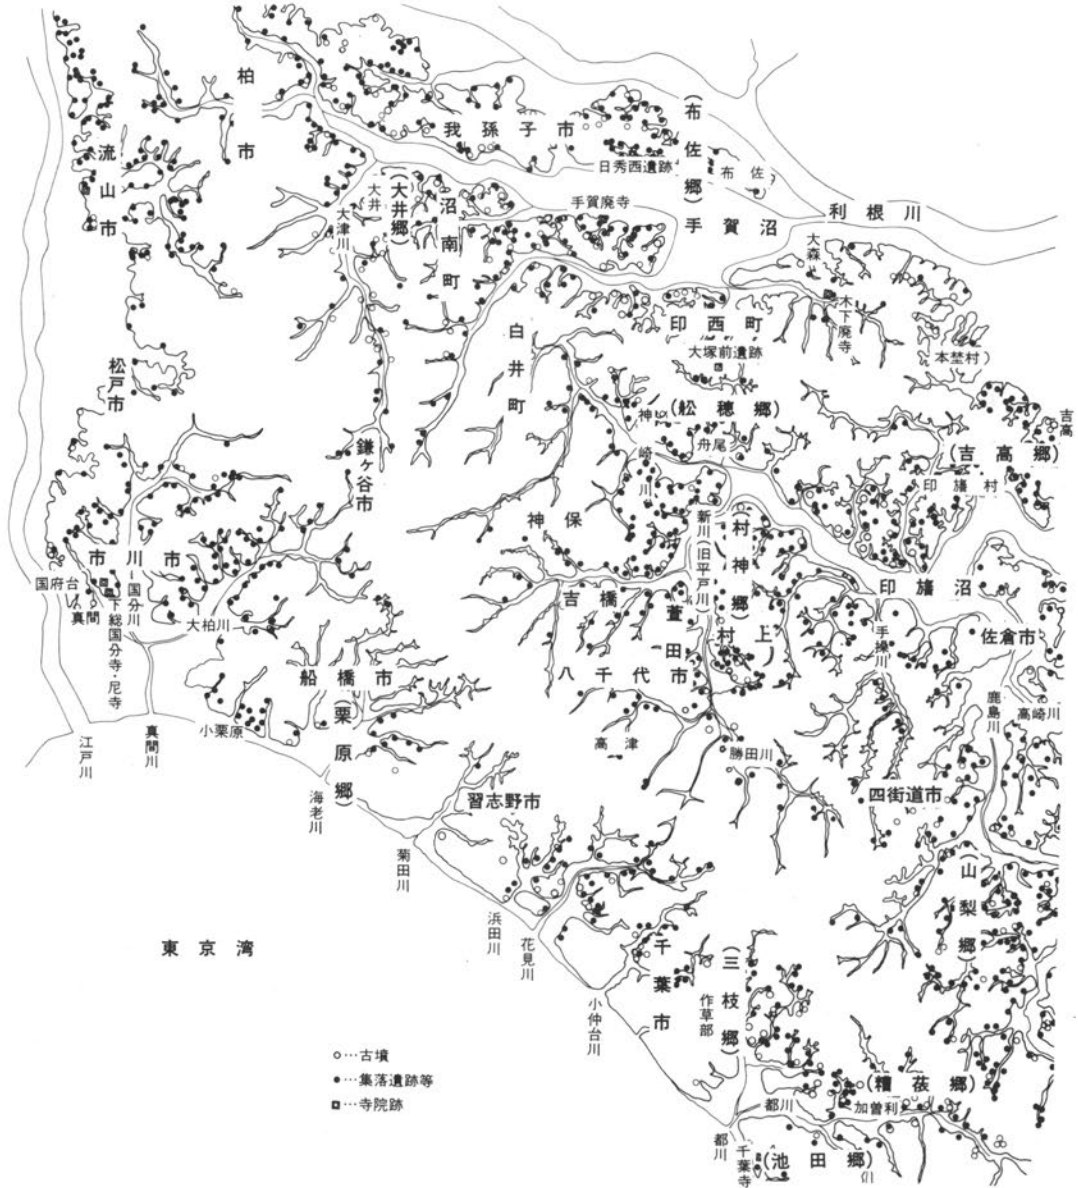 柏市
流山市
我孫子市
(布佐郷)
日秀西遺跡
布佐
大井
(大井郷)
沼南町
大津川
手賀廃寺
手賀沼
利根川
大森
木下廃寺
印西町
大塚前遺跡
本埜村)
白井町
松戸市
(舩穂郷)
神崎川
舟尾
吉高
(吉高郷)
印旛村
鎌ヶ谷市
神保
新川(旧平戸川)
(村神郷)
市川市
国府台
真間
下総国分寺・尼寺
国分川
大柏川
吉橋
萱田
村上
印旛沼
手操川
佐倉市
船橋市
八千代市
鹿島川
高崎川
小栗原
(栗原郷)
高津
勝田川
江戸川
真間川
海老川
習志野市
四街道市
菊田川
(山梨郷)
浜田川
花見川
東京湾
千葉市
(三枝郷)
作草部
小仲台川
○…古墳
●…集落遺跡等
◘…寺院跡
(糟莪郷)
都川
加曽利
都川
千葉寺
(池田郷)